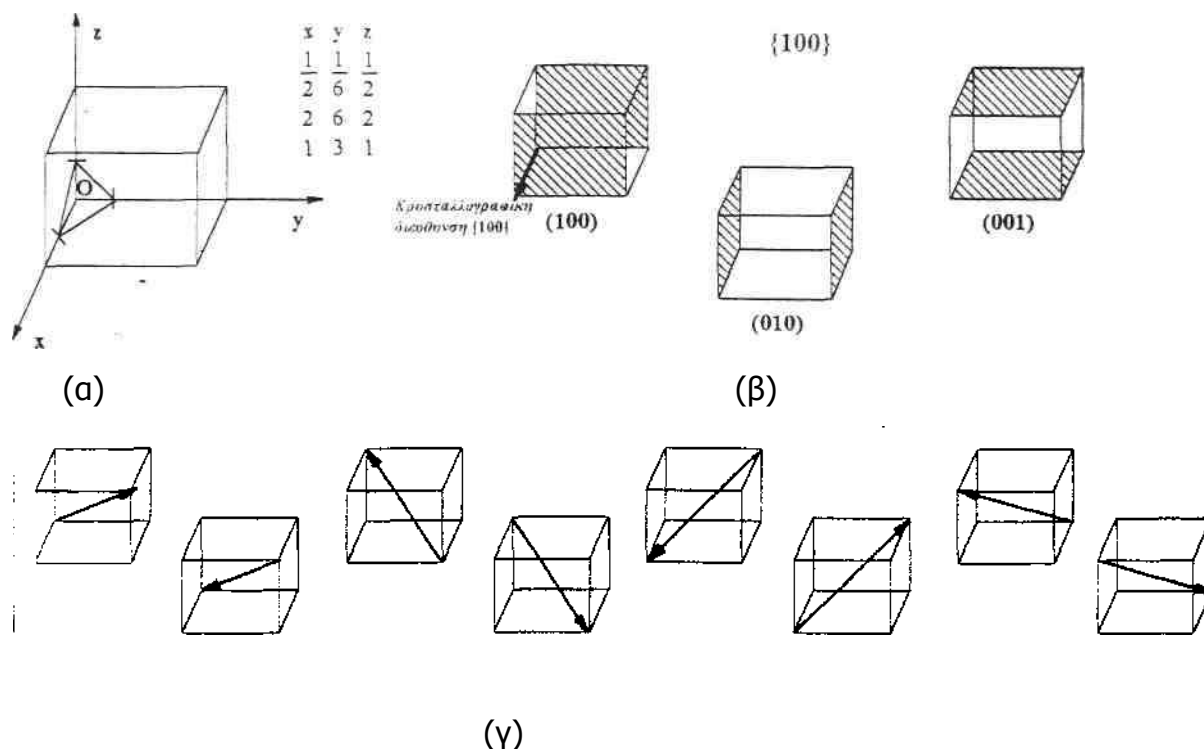 z
x y z
1 1 1
2 6 2
2 6 2
1 3 1
O
y
x
{100}
Κρυσταλλογραφική
διεύθυνση [100]
(100)
(010)
(001)
(α)
(β)
(γ)